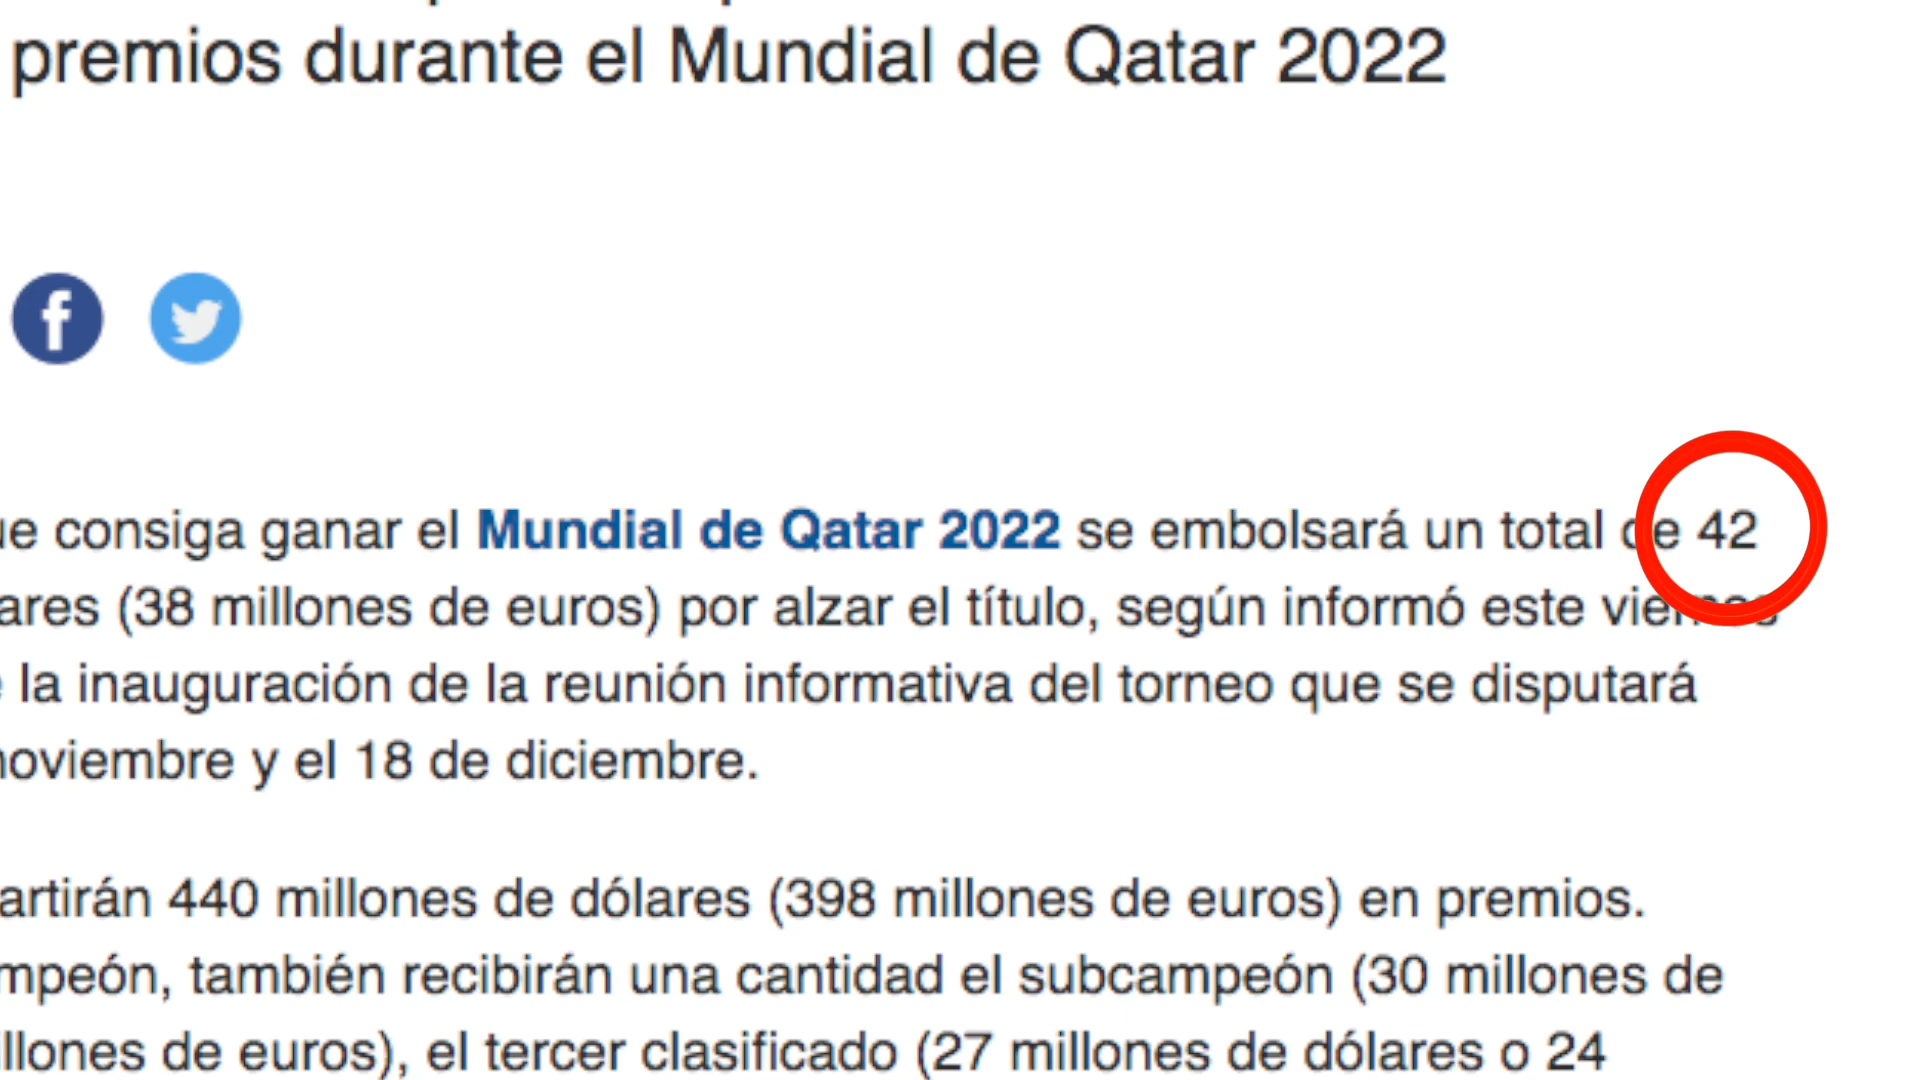 premios durante el Mundial de Qatar 2022
f
ue consiga ganar el Mundial de Qatar 2022 se embolsará un total de 42
ares (38 millones de euros) por alzar el título, según informó este viernes
la inauguración de la reunión informativa del torneo que se disputará
noviembre y el 18 de diciembre.
artirán 440 millones de dólares (398 millones de euros) en premios.
mpeón, también recibirán una cantidad el subcampeón (30 millones de
llones de euros), el tercer clasificado (27 millones de dólares o 24